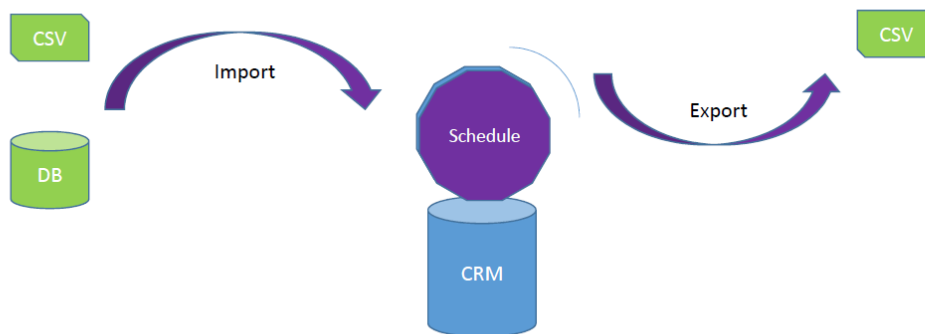 CSV
Import
DB
Schedule
CRM
Export
CSV